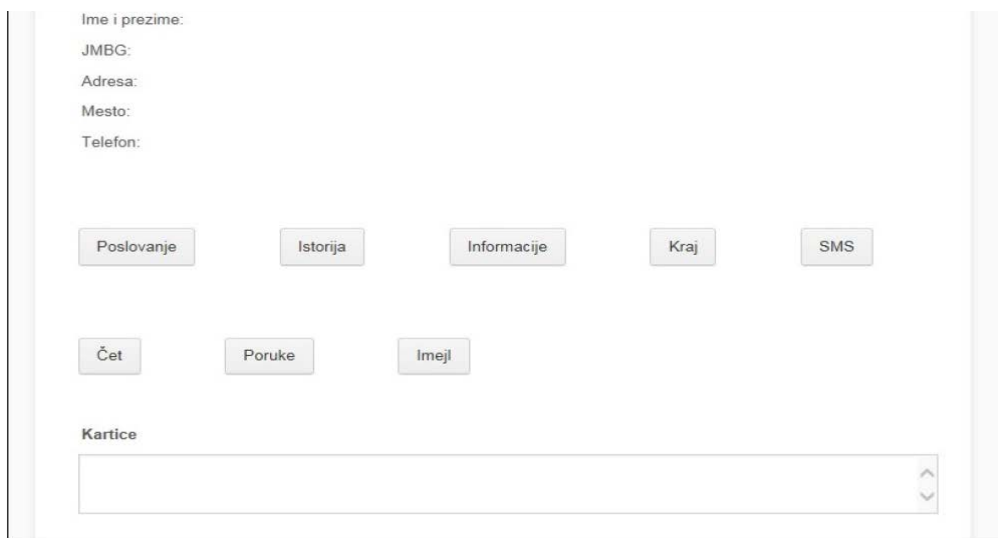 Ime i prezime:
JMBG:
Adresa:
Mesto:
Telefon:
Poslovanje Istorija Informacije Kraj SMS
Čet Poruke Imejl
Kartice